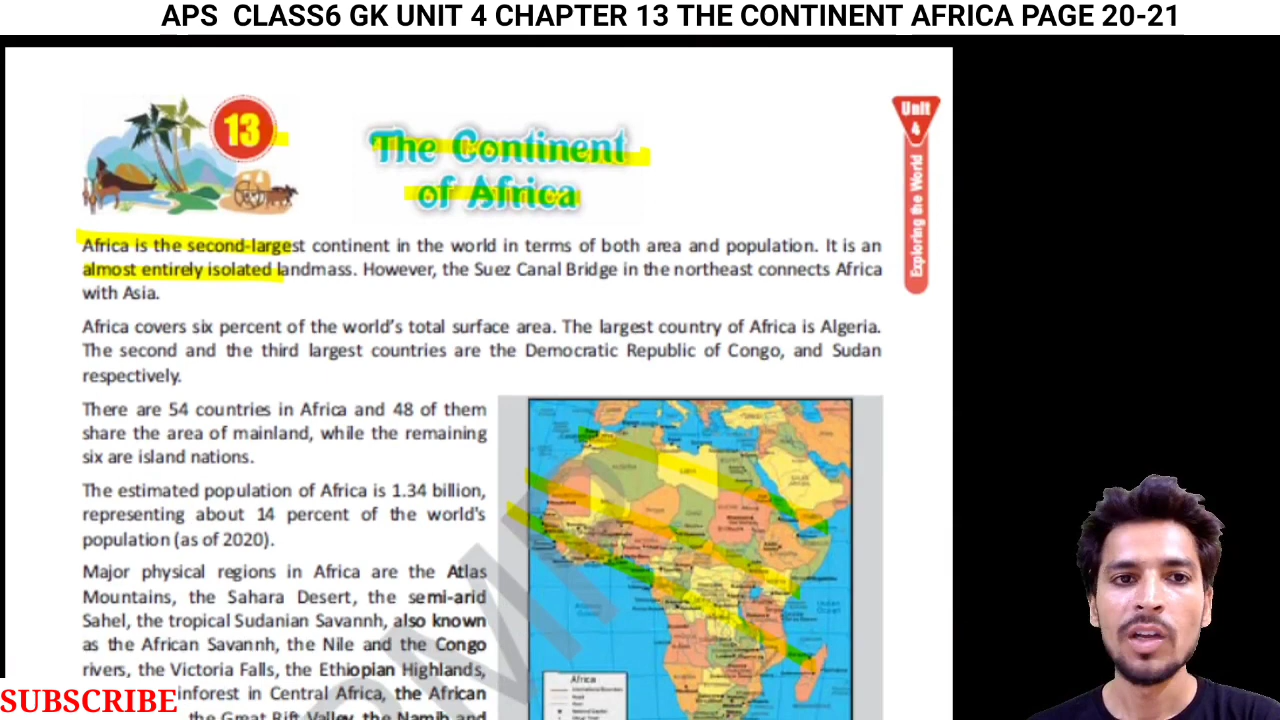 APS CLASS6 GK UNIT 4 CHAPTER 13 THE CONTINENT AFRICA PAGE 20-21
13
The Continent
of Africa
Unit
4
Exploring the World
Africa is the second-largest continent in the world in terms of both area and population. It is an
almost entirely isolated landmass. However, the Suez Canal Bridge in the northeast connects Africa
with Asia.
Africa covers six percent of the world's total surface area. The largest country of Africa is Algeria.
The second and the third largest countries are the Democratic Republic of Congo, and Sudan
respectively.
There are 54 countries in Africa and 48 of them
share the area of mainland, while the remaining
six are island nations.
The estimated population of Africa is 1.34 billion,
representing about 14 percent of the world's
population (as of 2020).
Major physical regions in Africa are the Atlas
Mountains, the Sahara Desert, the semi-arid
Sahel, the tropical Sudanian Savannh, also known
as the African Savannh, the Nile and the Congo
rivers, the Victoria Falls, the Ethiopian Highlands,
inforest in Central Africa, the African
the Great Rift Valley, the Namib and
Africa
SUBSCRIBE